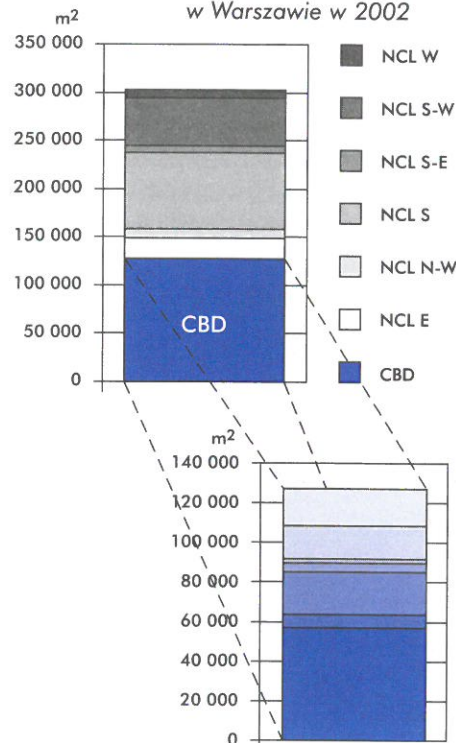 w Warszawie w 2002
m²
350 000
300 000
250 000
200 000
150 000
100 000
50 000
0
CBD
NCL W
NCL S-W
NCL S-E
NCL S
NCL N-W
NCL E
CBD
m²
140 000
120 000
100 000
80 000
60 000
40 000
20 000
0